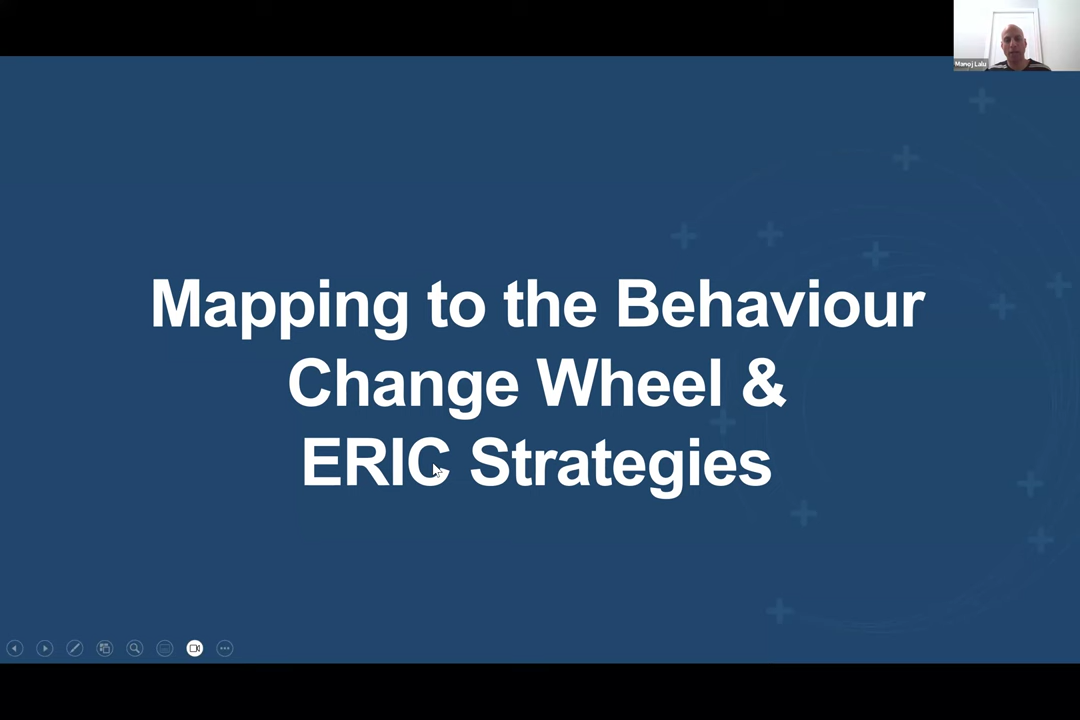 Manoj Lalu
Mapping to the Behaviour
Change Wheel &
ERIC Strategies